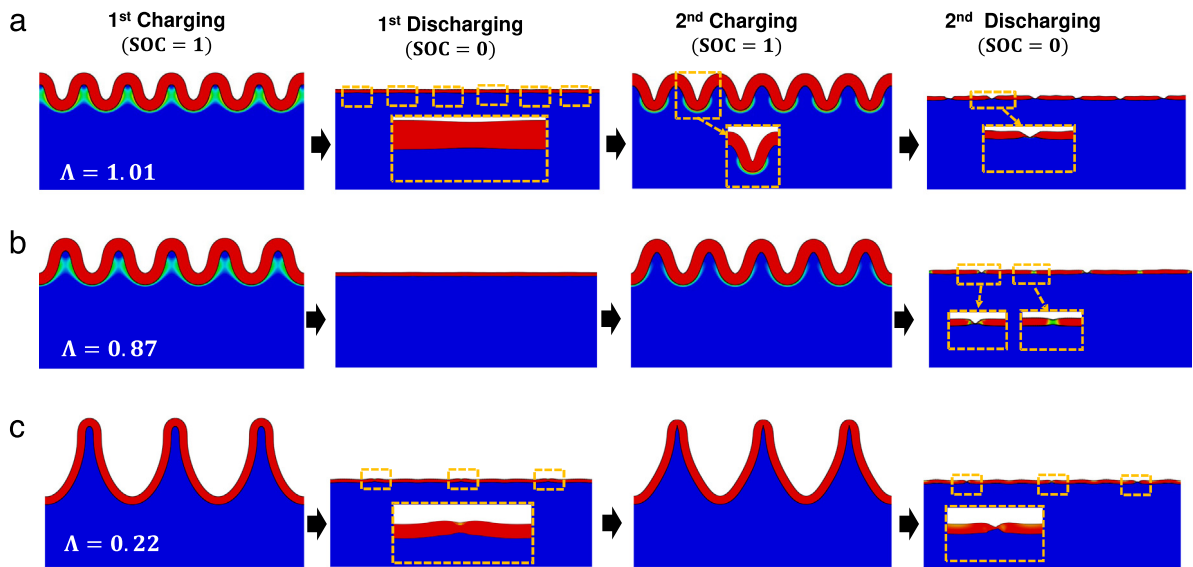 a
1st Charging
(SOC = 1)
1st Discharging
(SOC = 0)
2nd Charging
(SOC = 1)
2nd Discharging
(SOC = 0)
Λ = 1.01
b
Λ = 0.87
c
Λ = 0.22